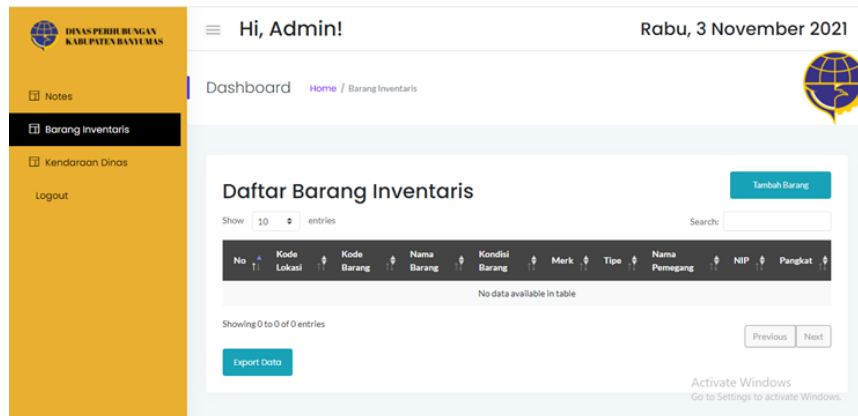 DINAS PERHUBUNGAN
KABUPATEN BANYUMAS
Hi, Admin!
Rabu, 3 November 2021
Notes
Barang Inventaris
Kendaraan Dinas
Logout
Dashboard Home / Barang Inventaris
Daftar Barang Inventaris
Tambah Barang
Show 10 entries
Search:
No Kode Lokasi Kode Barang Nama Barang Kondisi Barang Merk Tipe Nama Pemegang NIP Pangkat
No data available in table
Showing 0 to 0 of 0 entries
Previous Next
Export Data
Activate Windows
Go to Settings to activate Windows.